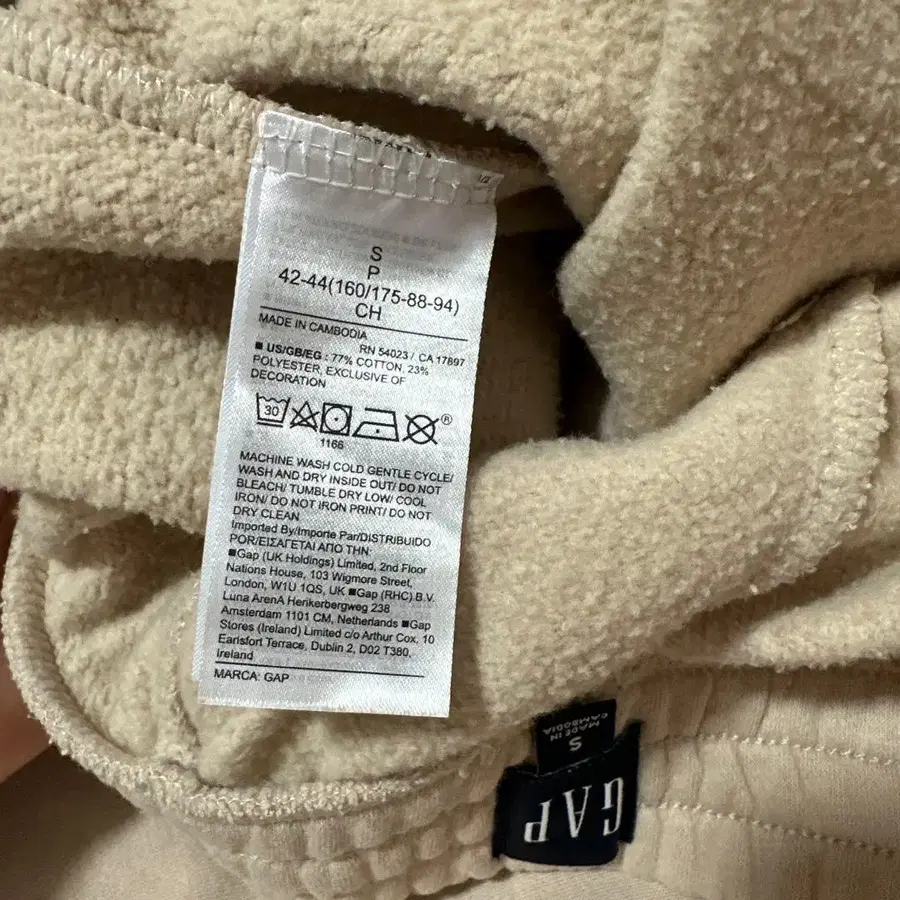 S
P
42-44(160/175-88-94)
CH
MADE IN CAMBODIA
RN 54023 / CA 17897
■ US/GB/EG : 77% COTTON, 23%
POLYESTER, EXCLUSIVE OF
DECORATION
30
®
1166
MACHINE WASH COLD GENTLE CYCLE/
WASH AND DRY INSIDE OUT/ DO NOT
BLEACH/ TUMBLE DRY LOW/ COOL
IRON/ DO NOT IRON PRINT/ DO NOT
DRY CLEAN
Imported By/Importe Par/DISTRIBUIDO
POR/ΕΙΣΑΓΕΤΑΙ ΑΠΟ ΤΗΝ:
■Gap (UK Holdings) Limited, 2nd Floor
Nations House, 103 Wigmore Street,
London, W1U 1QS, UK ■Gap (RHC) B.V.
Luna ArenA Herikerbergweg 238
Amsterdam 1101 CM, Netherlands ■Gap
Stores (Ireland) Limited c/o Arthur Cox, 10
Earlsfort Terrace, Dublin 2, D02 T380,
Ireland
MARCA: GAP
GAP
S
MADE IN
CAMBODIA